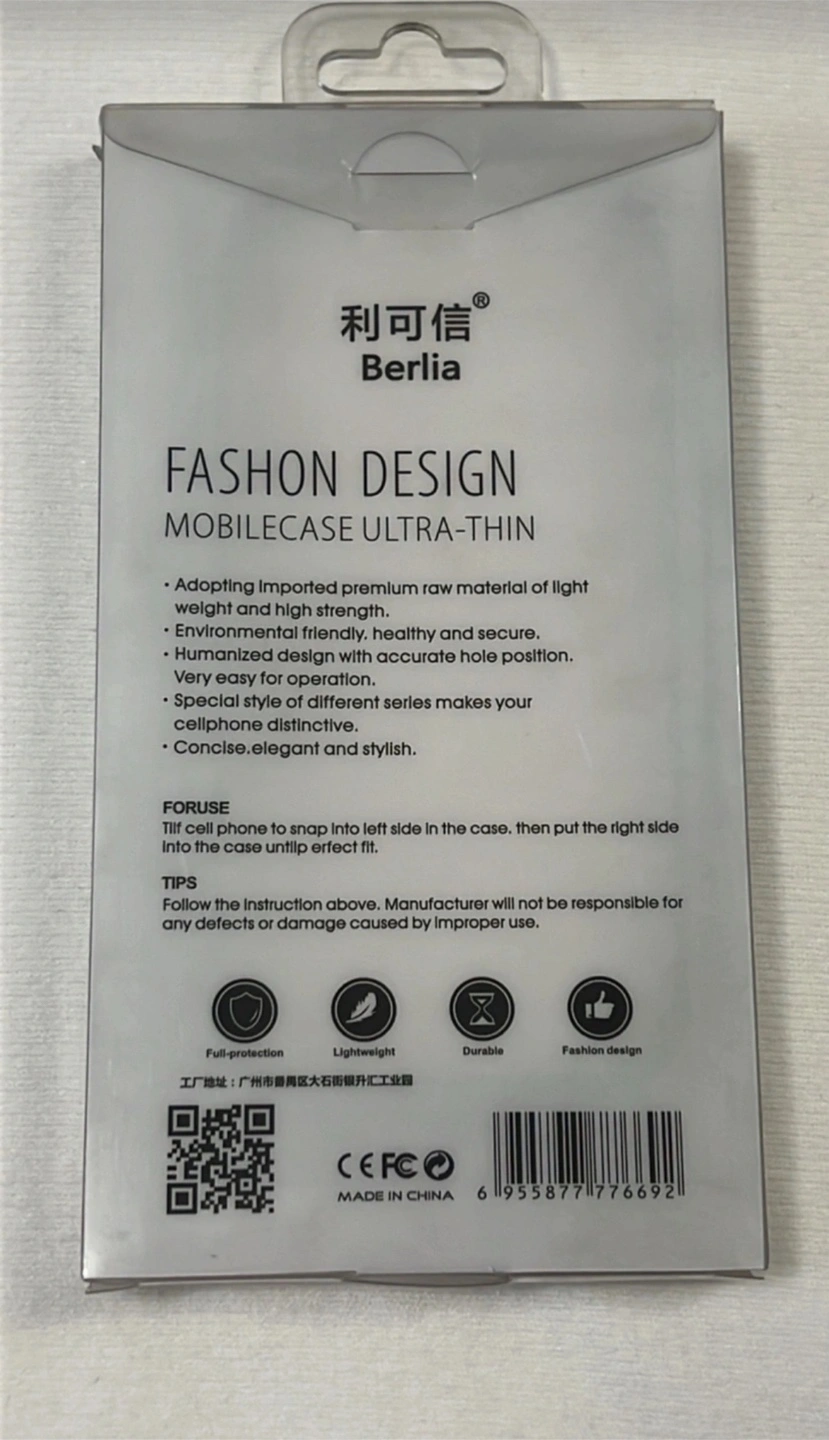 利可信®
Berlia
FASHON DESIGN
MOBILECASE ULTRA-THIN
· Adopting imported premium raw material of light
weight and high strength.
· Environmental friendly. healthy and secure.
· Humanized design with accurate hole position.
Very easy for operation.
· Special style of different series makes your
cellphone distinctive.
· Concise.elegant and stylish.
FORUSE
Tilf cell phone to snap into left side in the case. then put the right side
into the case untilp erfect fit.
TIPS
Follow the instruction above. Manufacturer will not be responsible for
any defects or damage caused by improper use.
Full-protection Lightweight Durable Fashion design
工厂地址：广州市番禺区大石街银升汇工业园
CE FC
MADE IN CHINA 6 955877 776692